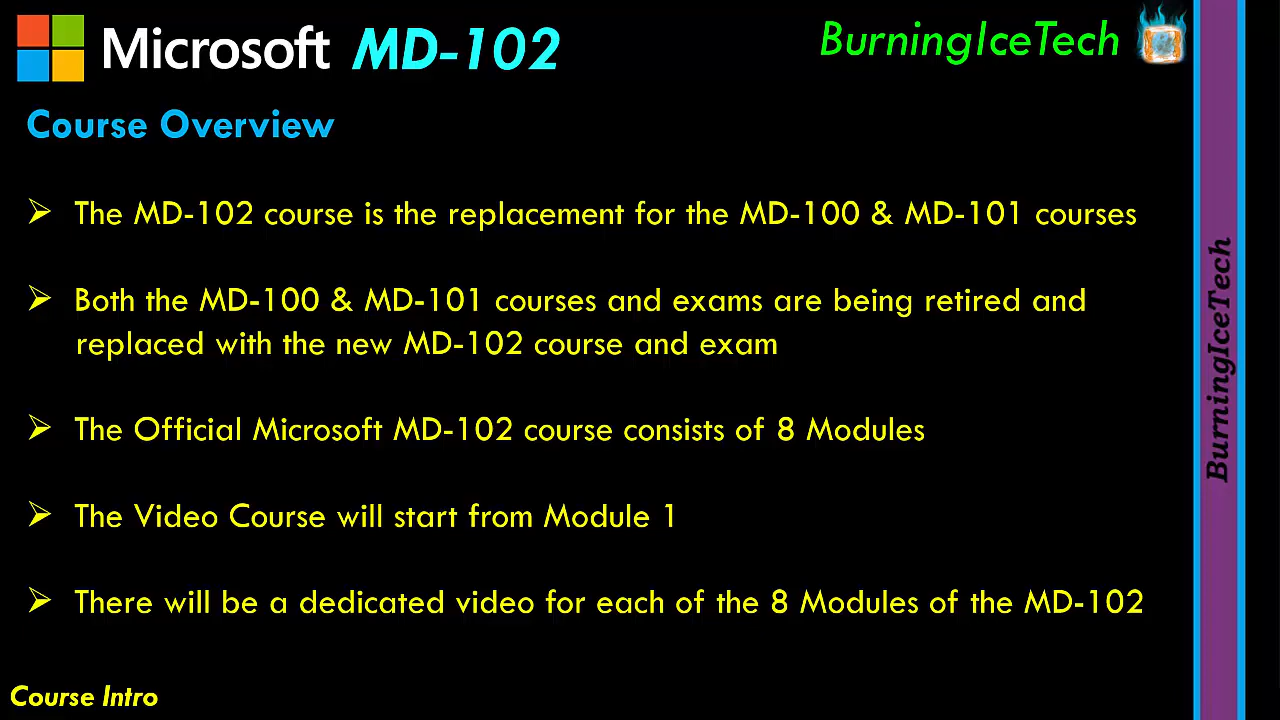 Microsoft MD-102
BurningIceTech
Course Overview
➢ The MD-102 course is the replacement for the MD-100 & MD-101 courses
➢ Both the MD-100 & MD-101 courses and exams are being retired and
replaced with the new MD-102 course and exam
➢ The Official Microsoft MD-102 course consists of 8 Modules
➢ The Video Course will start from Module 1
➢ There will be a dedicated video for each of the 8 Modules of the MD-102
Course Intro
BurningIceTech